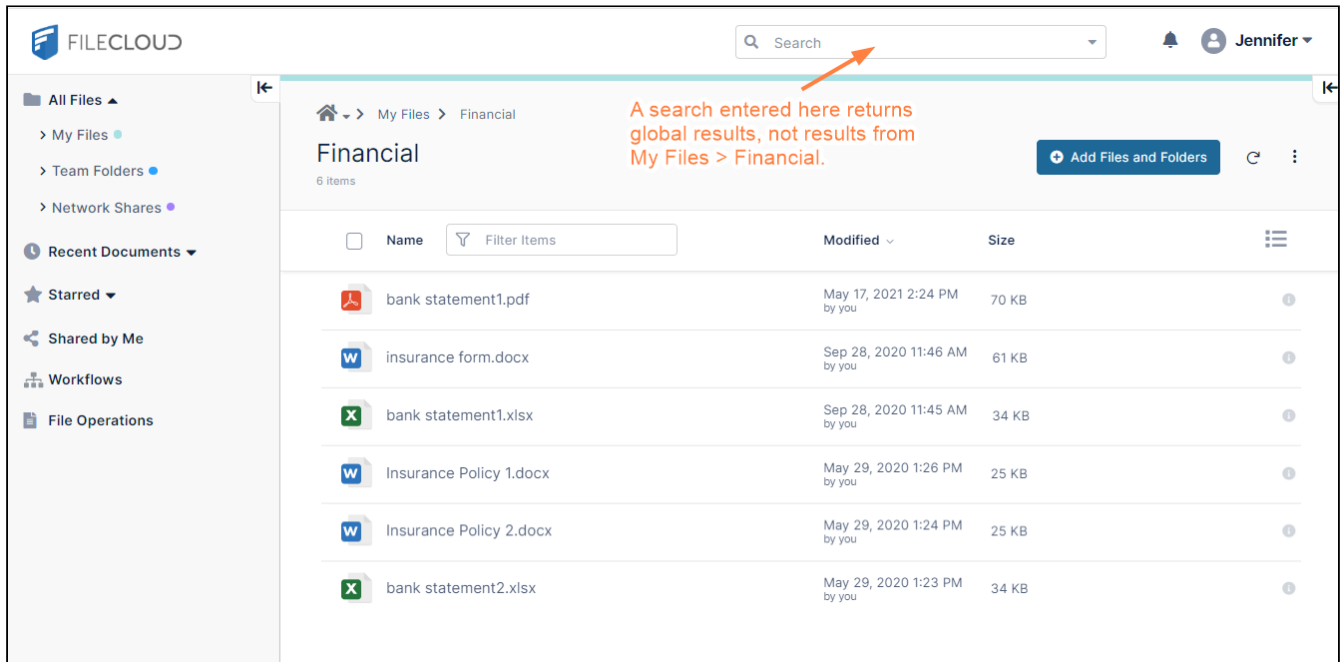 FILECLOUD
Search
Jennifer
All Files
My Files
Team Folders
Network Shares
Recent Documents
Starred
Shared by Me
Workflows
File Operations
My Files > Financial
A search entered here returns
global results, not results from
My Files > Financial.
Financial
6 items
Add Files and Folders
Name
Filter Items
Modified
Size
bank statement1.pdf
May 17, 2021 2:24 PM
by you
70 KB
insurance form.docx
Sep 28, 2020 11:46 AM
by you
61 KB
bank statement1.xlsx
Sep 28, 2020 11:45 AM
by you
34 KB
Insurance Policy 1.docx
May 29, 2020 1:26 PM
by you
25 KB
Insurance Policy 2.docx
May 29, 2020 1:24 PM
by you
25 KB
bank statement2.xlsx
May 29, 2020 1:23 PM
by you
34 KB